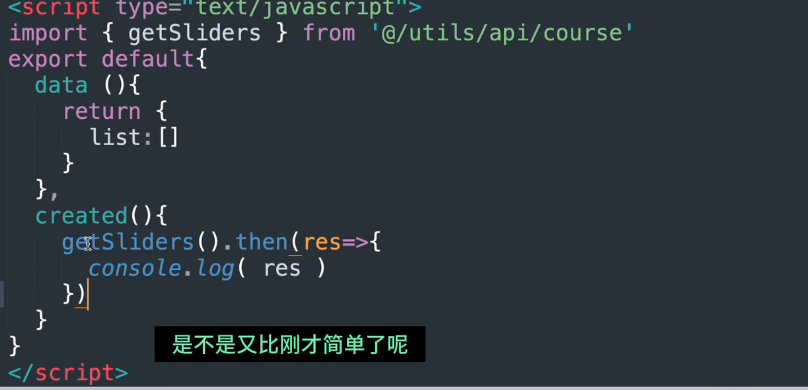 <script type="text/javascript">
import { getSliders } from '@/utils/api/course'
export default{
  data (){
    return {
      list:[]
    }
  },
  created(){
    getSliders().then(res=>{
      console.log( res )
    })
  }
}
是不是又比刚才简单了呢
</script>